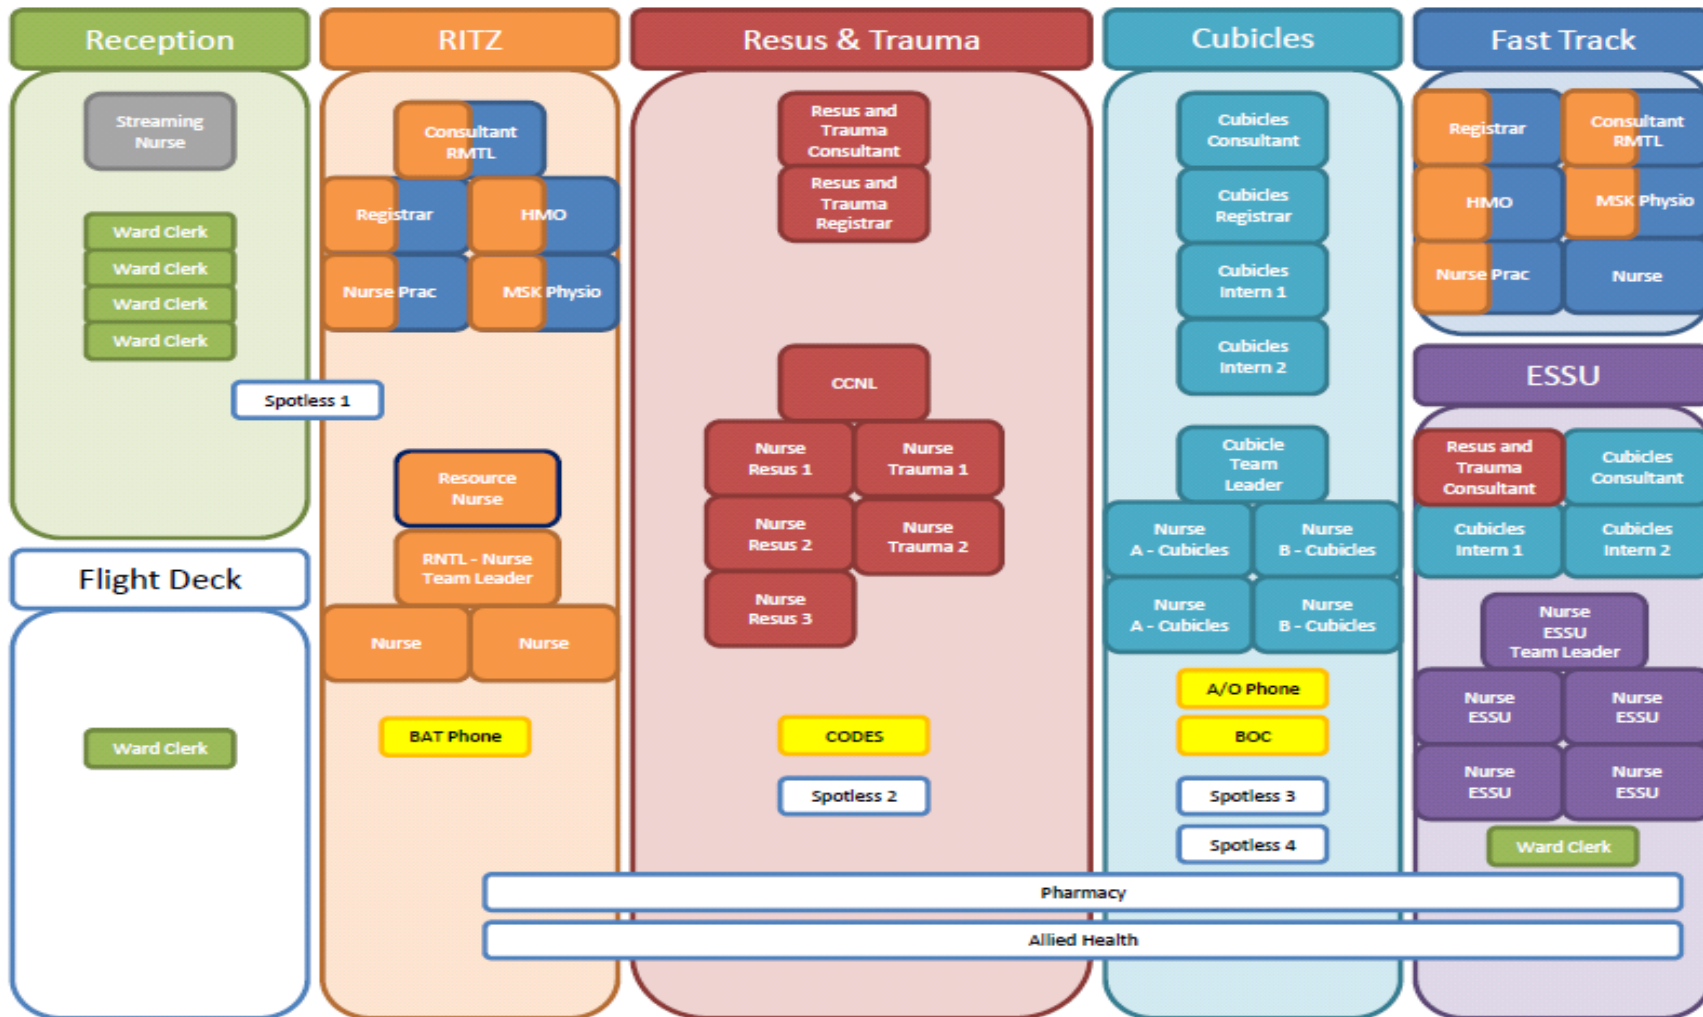 Reception
Streaming
Nurse
Ward Clerk
Ward Clerk
Ward Clerk
Ward Clerk
Spotless 1
Flight Deck
Ward Clerk
RITZ
Consultant
RMTL
Registrar
HMO
Nurse Prac
MSK Physio
Resource
Nurse
RNTL - Nurse
Team Leader
Nurse
Nurse
BAT Phone
Resus & Trauma
Resus and
Trauma
Consultant
Resus and
Trauma
Registrar
CCNL
Nurse
Resus 1
Nurse
Trauma 1
Nurse
Resus 2
Nurse
Trauma 2
Nurse
Resus 3
CODES
Spotless 2
Cubicles
Cubicles
Consultant
Cubicles
Registrar
Cubicles
Intern 1
Cubicles
Intern 2
Cubicle
Team
Leader
Nurse
A - Cubicles
Nurse
B - Cubicles
Nurse
A - Cubicles
Nurse
B - Cubicles
A/O Phone
BOC
Spotless 3
Spotless 4
Fast Track
Registrar
Consultant
RMTL
HMO
MSK Physio
Nurse Prac
Nurse
ESSU
Resus and
Trauma
Consultant
Cubicles
Consultant
Cubicles
Intern 1
Cubicles
Intern 2
Nurse
ESSU
Team Leader
Nurse
ESSU
Nurse
ESSU
Nurse
ESSU
Nurse
ESSU
Ward Clerk
Pharmacy
Allied Health